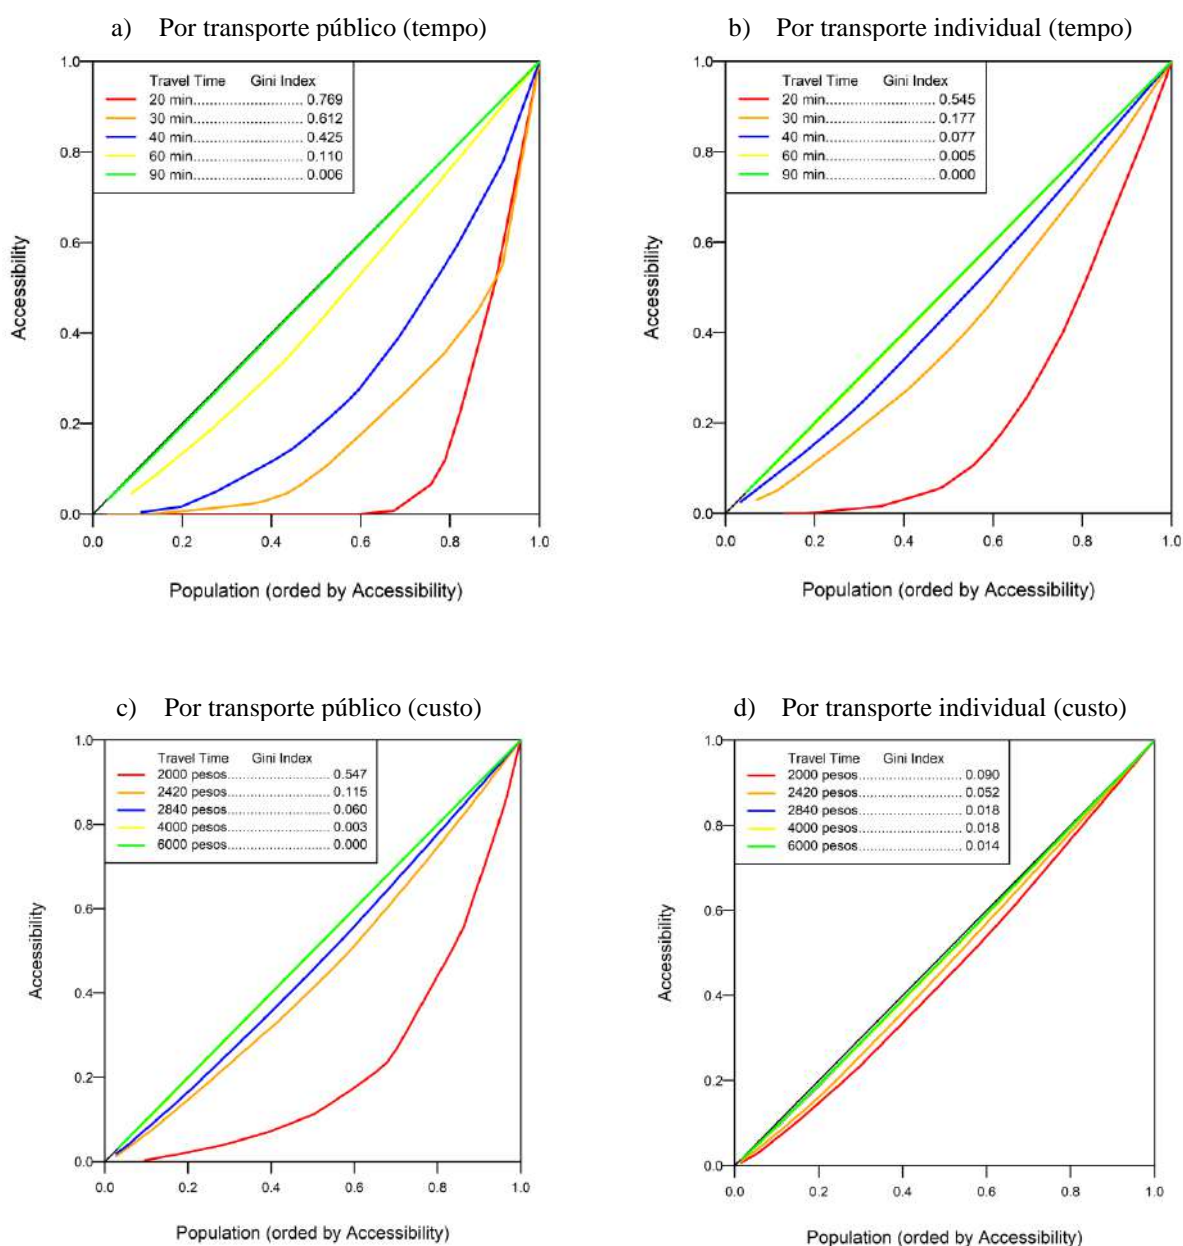 a) Por transporte público (tempo)
Travel Time Gini Index
20 min.............................. 0.769
30 min.............................. 0.612
40 min.............................. 0.425
60 min.............................. 0.110
90 min.............................. 0.006
1.0
0.8
0.6
0.4
0.2
0.0
Accessibility
0.0 0.2 0.4 0.6 0.8 1.0
Population (orded by Accessibility)
b) Por transporte individual (tempo)
Travel Time Gini Index
20 min.............................. 0.545
30 min.............................. 0.177
40 min.............................. 0.077
60 min.............................. 0.005
90 min.............................. 0.000
1.0
0.8
0.6
0.4
0.2
0.0
Accessibility
0.0 0.2 0.4 0.6 0.8 1.0
Population (orded by Accessibility)
c) Por transporte público (custo)
Travel Time Gini Index
2000 pesos.............................. 0.547
2420 pesos.............................. 0.115
2840 pesos.............................. 0.060
4000 pesos.............................. 0.003
6000 pesos.............................. 0.000
1.0
0.8
0.6
0.4
0.2
0.0
Accessibility
0.0 0.2 0.4 0.6 0.8 1.0
Population (orded by Accessibility)
d) Por transporte individual (custo)
Travel Time Gini Index
2000 pesos.............................. 0.090
2420 pesos.............................. 0.052
2840 pesos.............................. 0.018
4000 pesos.............................. 0.018
6000 pesos.............................. 0.014
1.0
0.8
0.6
0.4
0.2
0.0
Accessibility
0.0 0.2 0.4 0.6 0.8 1.0
Population (orded by Accessibility)